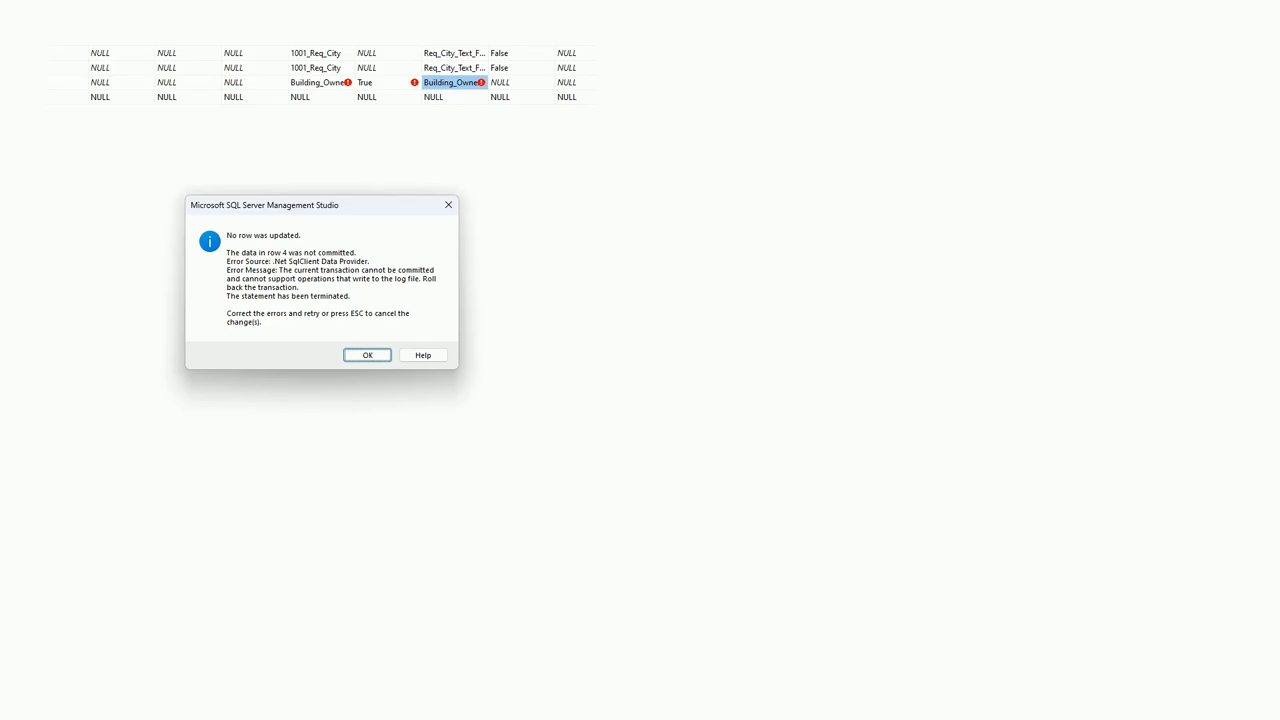 NULL NULL NULL 1001_Req_City NULL Req_City_Text_F... False NULL
NULL NULL NULL 1001_Req_City NULL Req_City_Text_F... False NULL
NULL NULL NULL Building_Owne True Building_Owne NULL NULL
NULL NULL NULL NULL NULL NULL NULL NULL
Microsoft SQL Server Management Studio
No row was updated.
The data in row 4 was not committed.
Error Source: .Net SqlClient Data Provider.
Error Message: The current transaction cannot be committed
and cannot support operations that write to the log file. Roll
back the transaction.
The statement has been terminated.
Correct the errors and retry or press ESC to cancel the
change(s).
OK Help